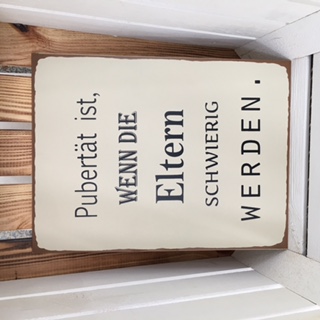 Pubertät ist,
WENN DIE
Eltern
SCHWIERIG
WERDEN.